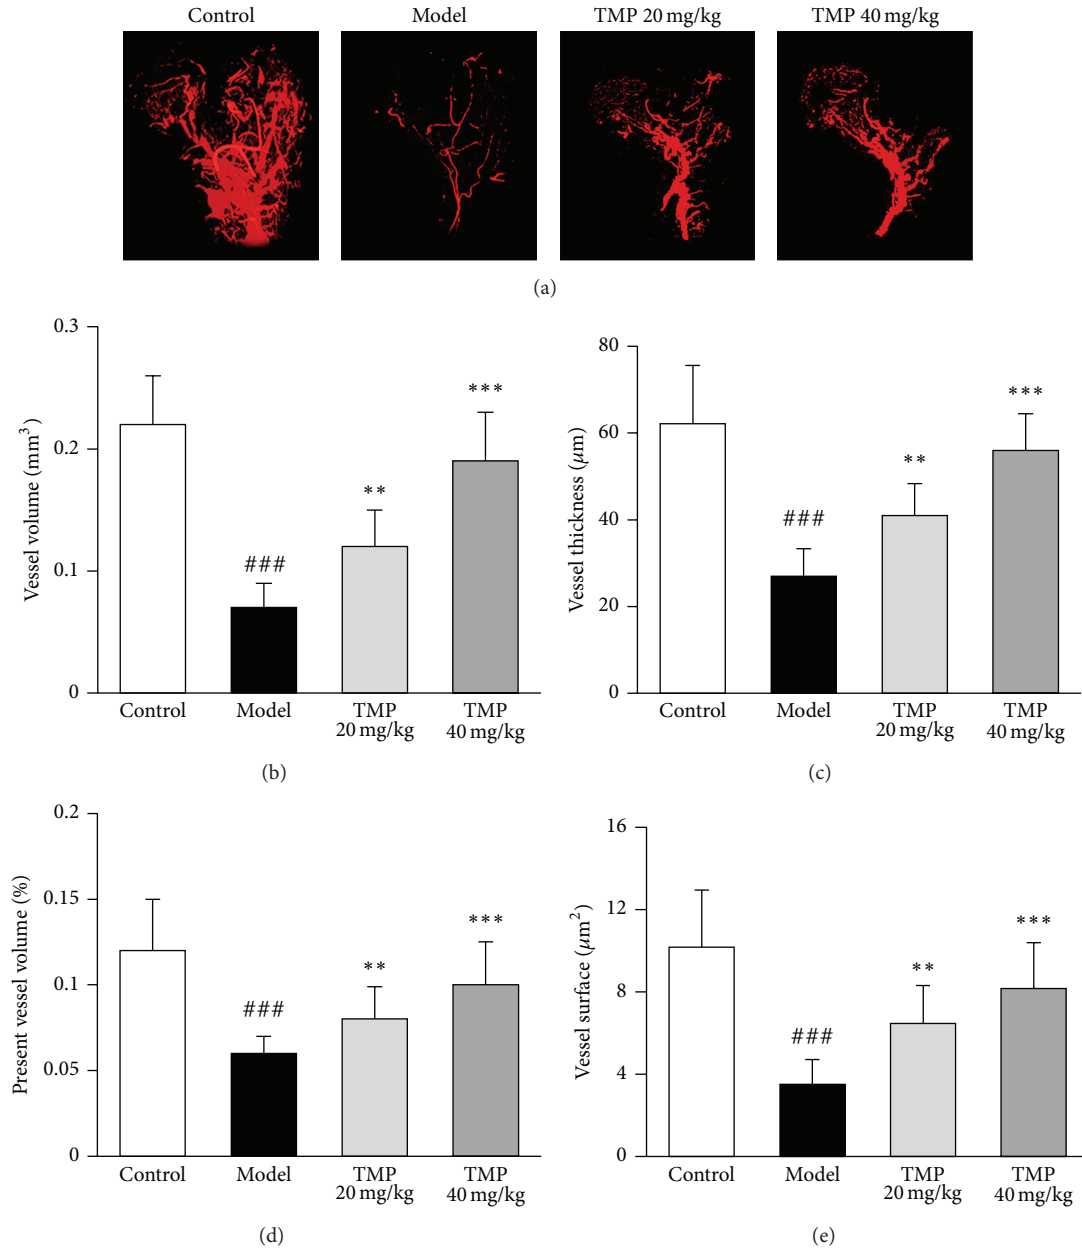 Control Model TMP 20 mg/kg TMP 40 mg/kg
(a)
Vessel volume (mm³)
0.3
0.2
0.1
0
***
**
###
Control Model TMP TMP
20 mg/kg 40 mg/kg
(b)
Vessel thickness (μm)
80
60
40
20
0
***
**
###
Control Model TMP TMP
20 mg/kg 40 mg/kg
(c)
Present vessel volume (%)
0.2
0.15
0.1
0.05
0
***
**
###
Control Model TMP TMP
20 mg/kg 40 mg/kg
(d)
Vessel surface (μm²)
16
12
8
4
0
***
**
###
Control Model TMP TMP
20 mg/kg 40 mg/kg
(e)